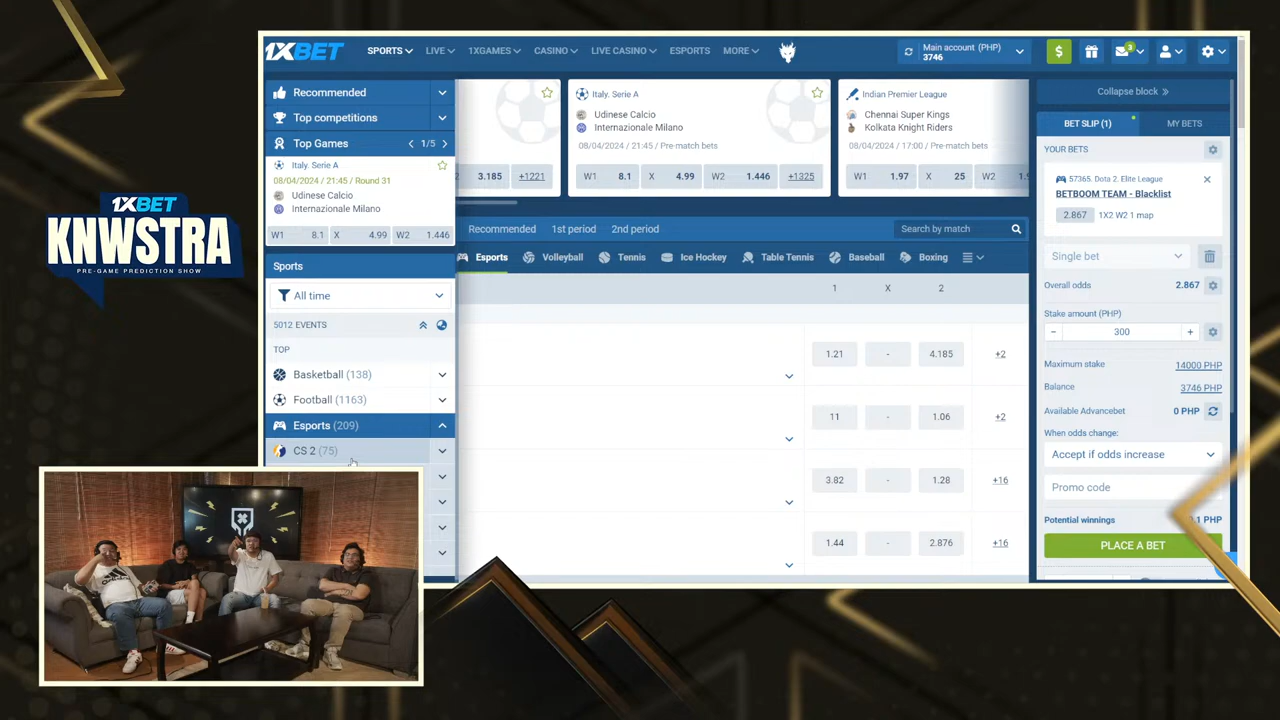 1XBET
KNWSTRA
PRE-GAME PREDICTION SHOW
1XBET
SPORTS
LIVE
1XGAMES
CASINO
LIVE CASINO
ESPORTS
MORE
Main account (PHP)
3746
$
3
Recommended
Top competitions
Top Games
1/5
Italy. Serie A
08/04/2024 / 21:45 / Round 31
Udinese Calcio
Internazionale Milano
W1 8.1 X 4.99 W2 1.446
Sports
All time
5012 EVENTS
TOP
Basketball (138)
Football (1163)
Esports (209)
CS 2 (75)
3.185 +1221
Italy. Serie A
Udinese Calcio
Internazionale Milano
08/04/2024 / 21:45 / Pre-match bets
W1 8.1 X 4.99 W2 1.446 +1325
Indian Premier League
Chennai Super Kings
Kolkata Knight Riders
08/04/2024 / 17:00 / Pre-match bets
W1 1.97 X 25 W2
Recommended 1st period 2nd period
Search by match
Esports Volleyball Tennis Ice Hockey Table Tennis Baseball Boxing
1 X 2
1.21 - 4.185 +2
11 - 1.06 +2
3.82 - 1.28 +16
1.44 - 2.876 +16
Collapse block
BET SLIP (1) MY BETS
YOUR BETS
57365. Dota 2. Elite League
BETBOOM TEAM - Blacklist
2.867 1X2 W2 1 map
Single bet
Overall odds 2.867
Stake amount (PHP)
− 300 +
Maximum stake 14000 PHP
Balance 3746 PHP
Available Advancebet 0 PHP
When odds change:
Accept if odds increase
Promo code
Potential winnings PHP
PLACE A BET